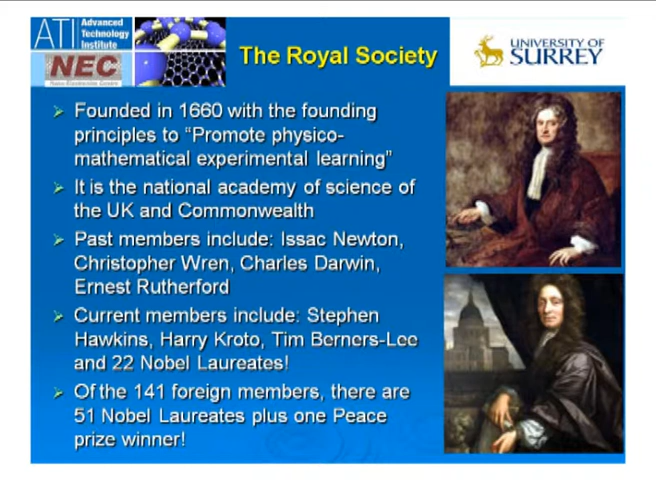 ATI Advanced
Technology
Institute
NEC
The Royal Society
UNIVERSITY OF
SURREY
Founded in 1660 with the founding
principles to “Promote physico-
mathematical experimental learning”
It is the national academy of science of
the UK and Commonwealth
Past members include: Issac Newton,
Christopher Wren, Charles Darwin,
Ernest Rutherford
Current members include: Stephen
Hawkins, Harry Kroto, Tim Berners-Lee
and 22 Nobel Laureates!
Of the 141 foreign members, there are
51 Nobel Laureates plus one Peace
prize winner!